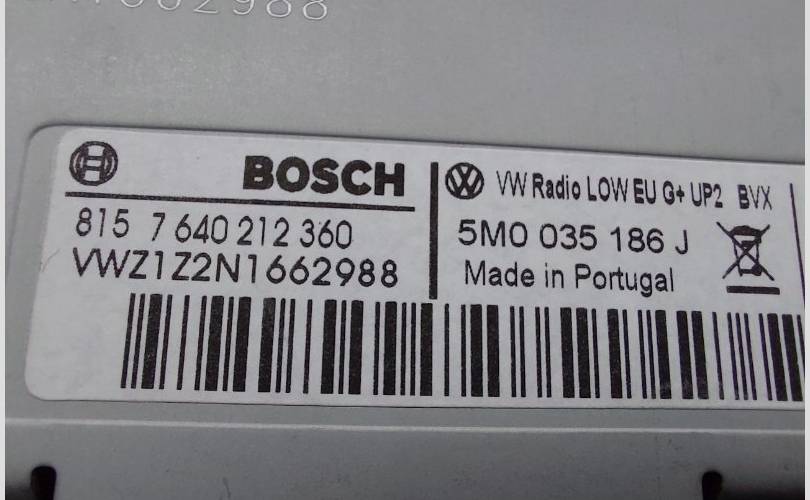 662988
BOSCH
815 7 640 212 360
VWZ1Z2N1662988
VW Radio LOW EU G+ UP2 BVX
5M0 035 186 J
Made in Portugal